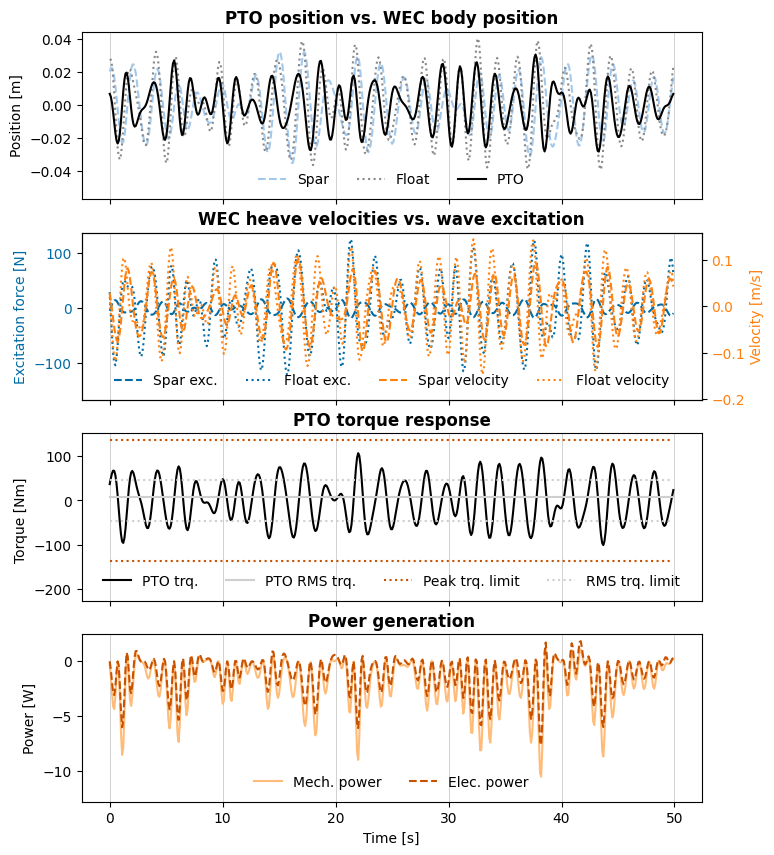 PTO position vs. WEC body position
0.04
0.02
0.00
−0.02
−0.04
Position [m]
Spar Float PTO
WEC heave velocities vs. wave excitation
100
0
−100
Excitation force [N]
0.1
0.0
−0.1
−0.2
Velocity [m/s]
Spar exc. Float exc. Spar velocity Float velocity
PTO torque response
100
0
−100
−200
Torque [Nm]
PTO trq. PTO RMS trq. Peak trq. limit RMS trq. limit
Power generation
0
−5
−10
Power [W]
Mech. power Elec. power
0 10 20 30 40 50
Time [s]